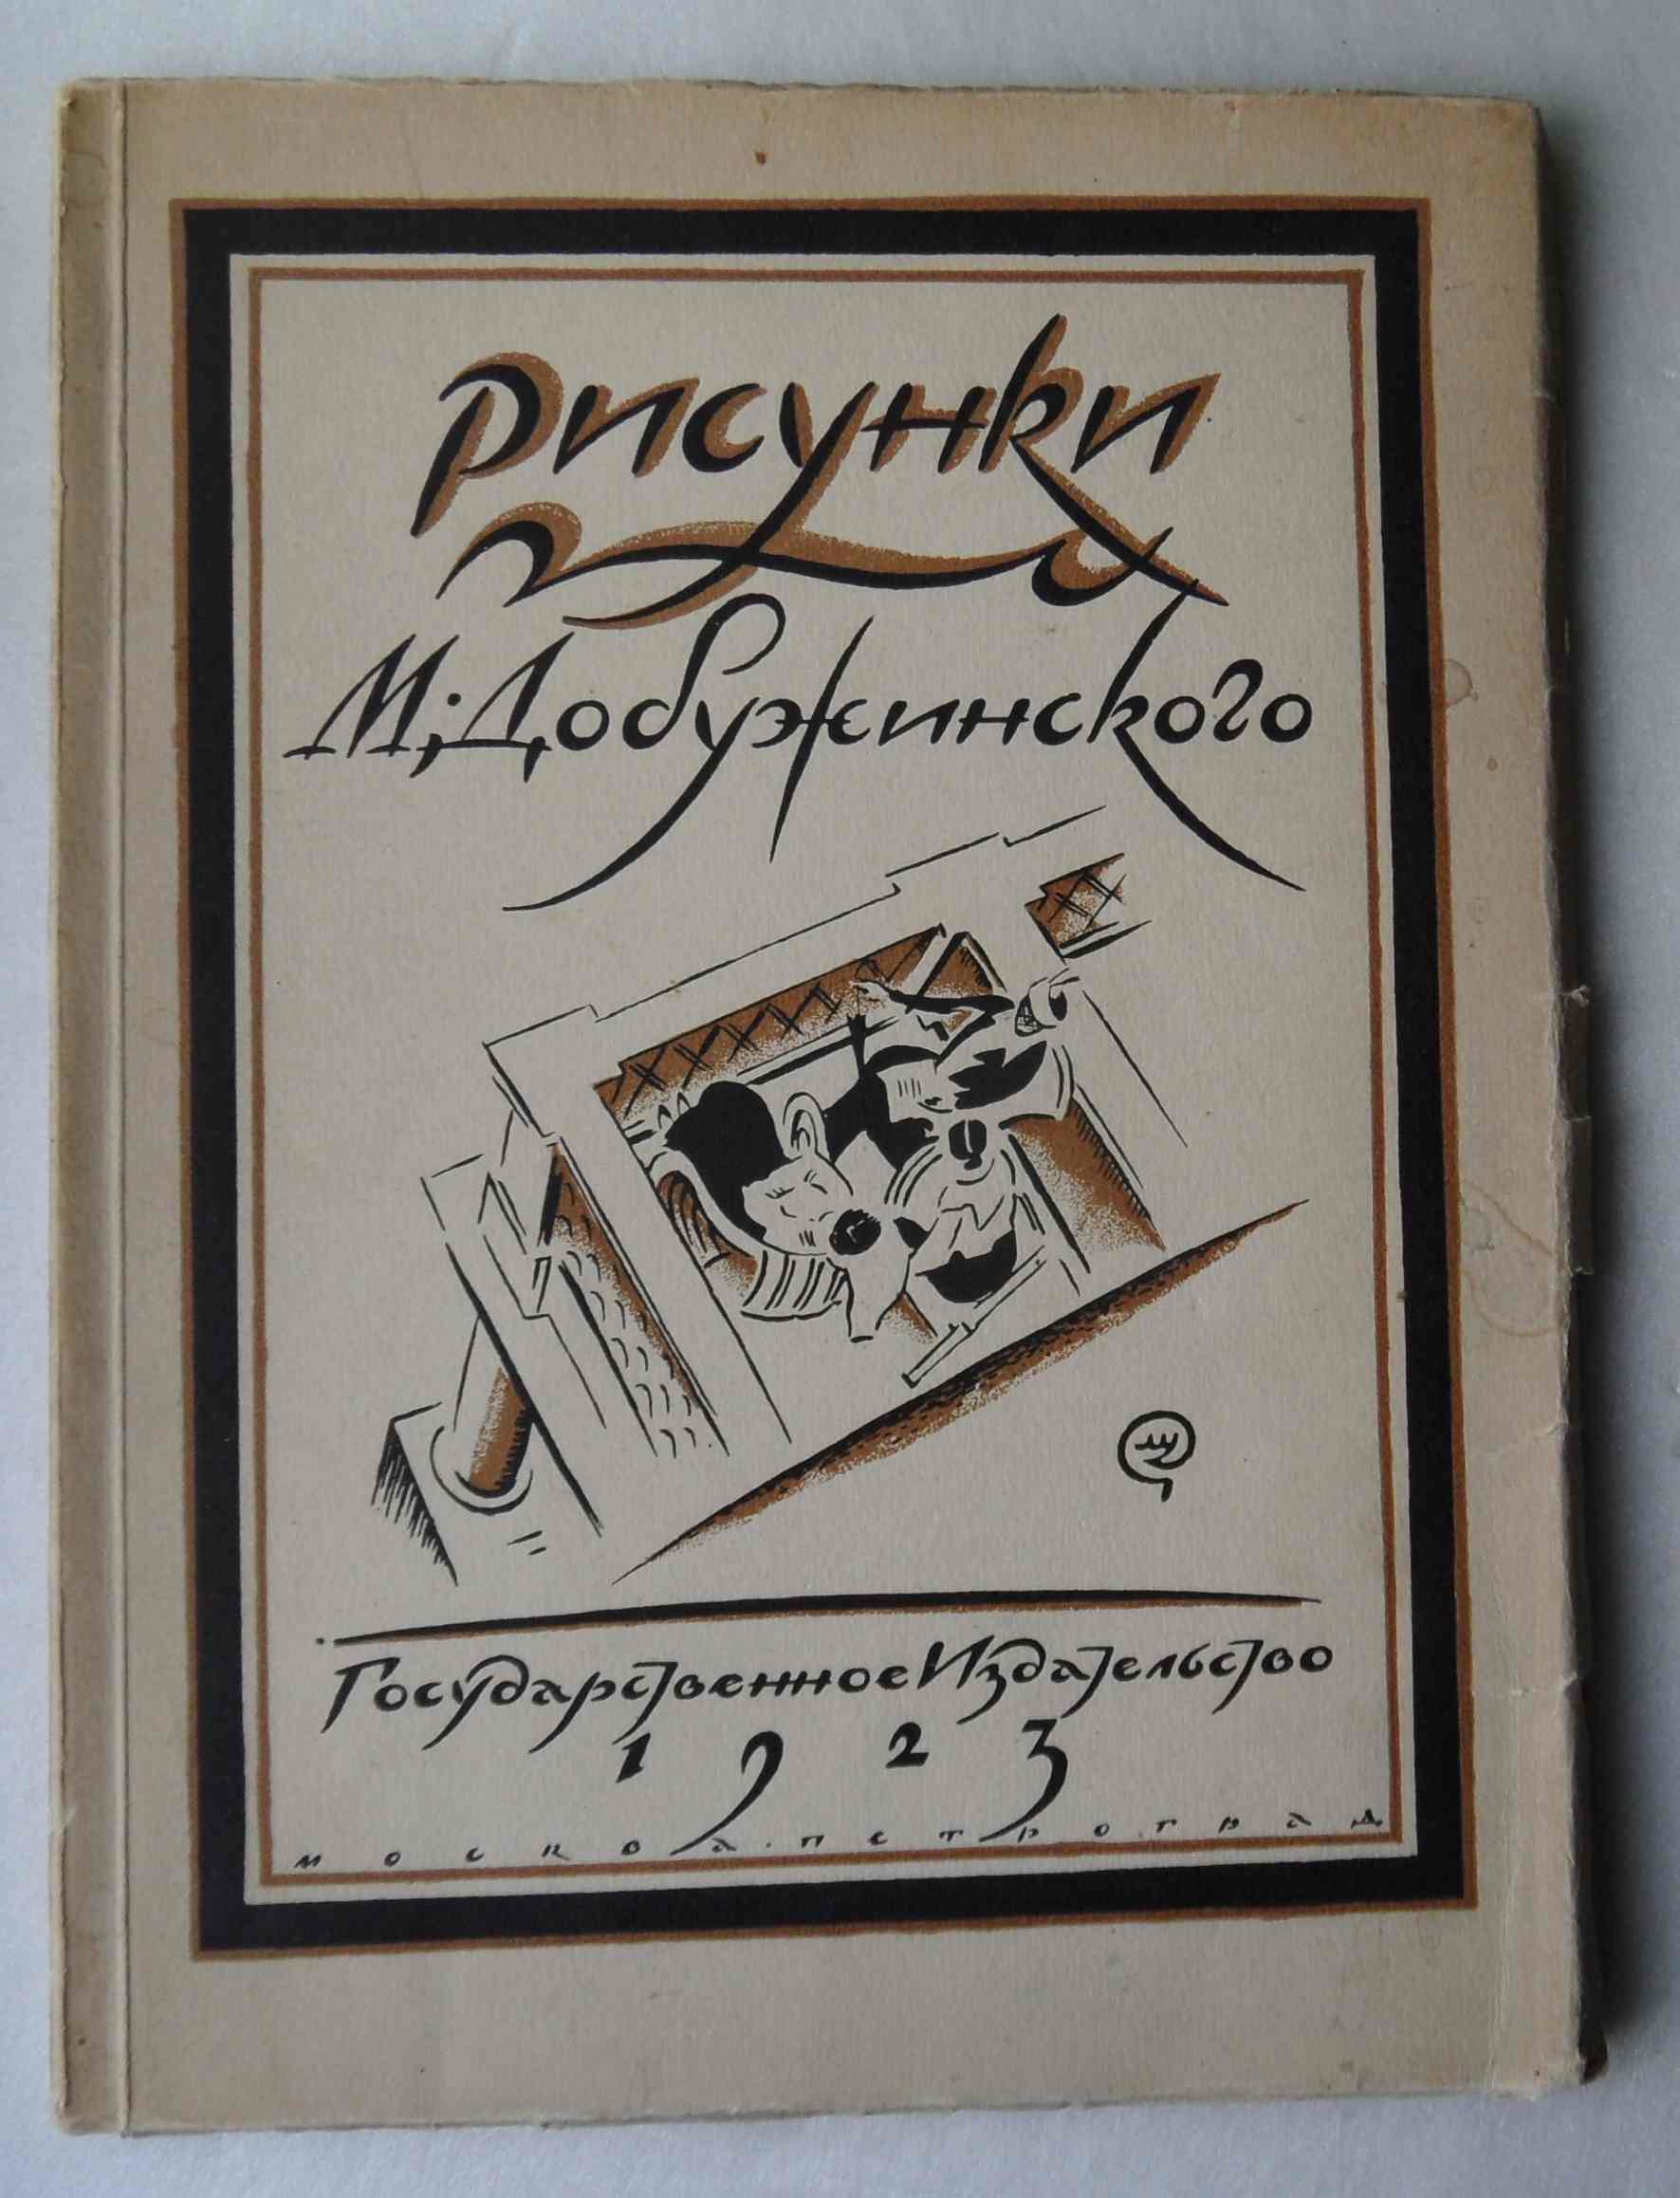 Рисунки
М. Добужинского
Государственное Издательство
1923
МОСКВА·ПЕТРОГРАД